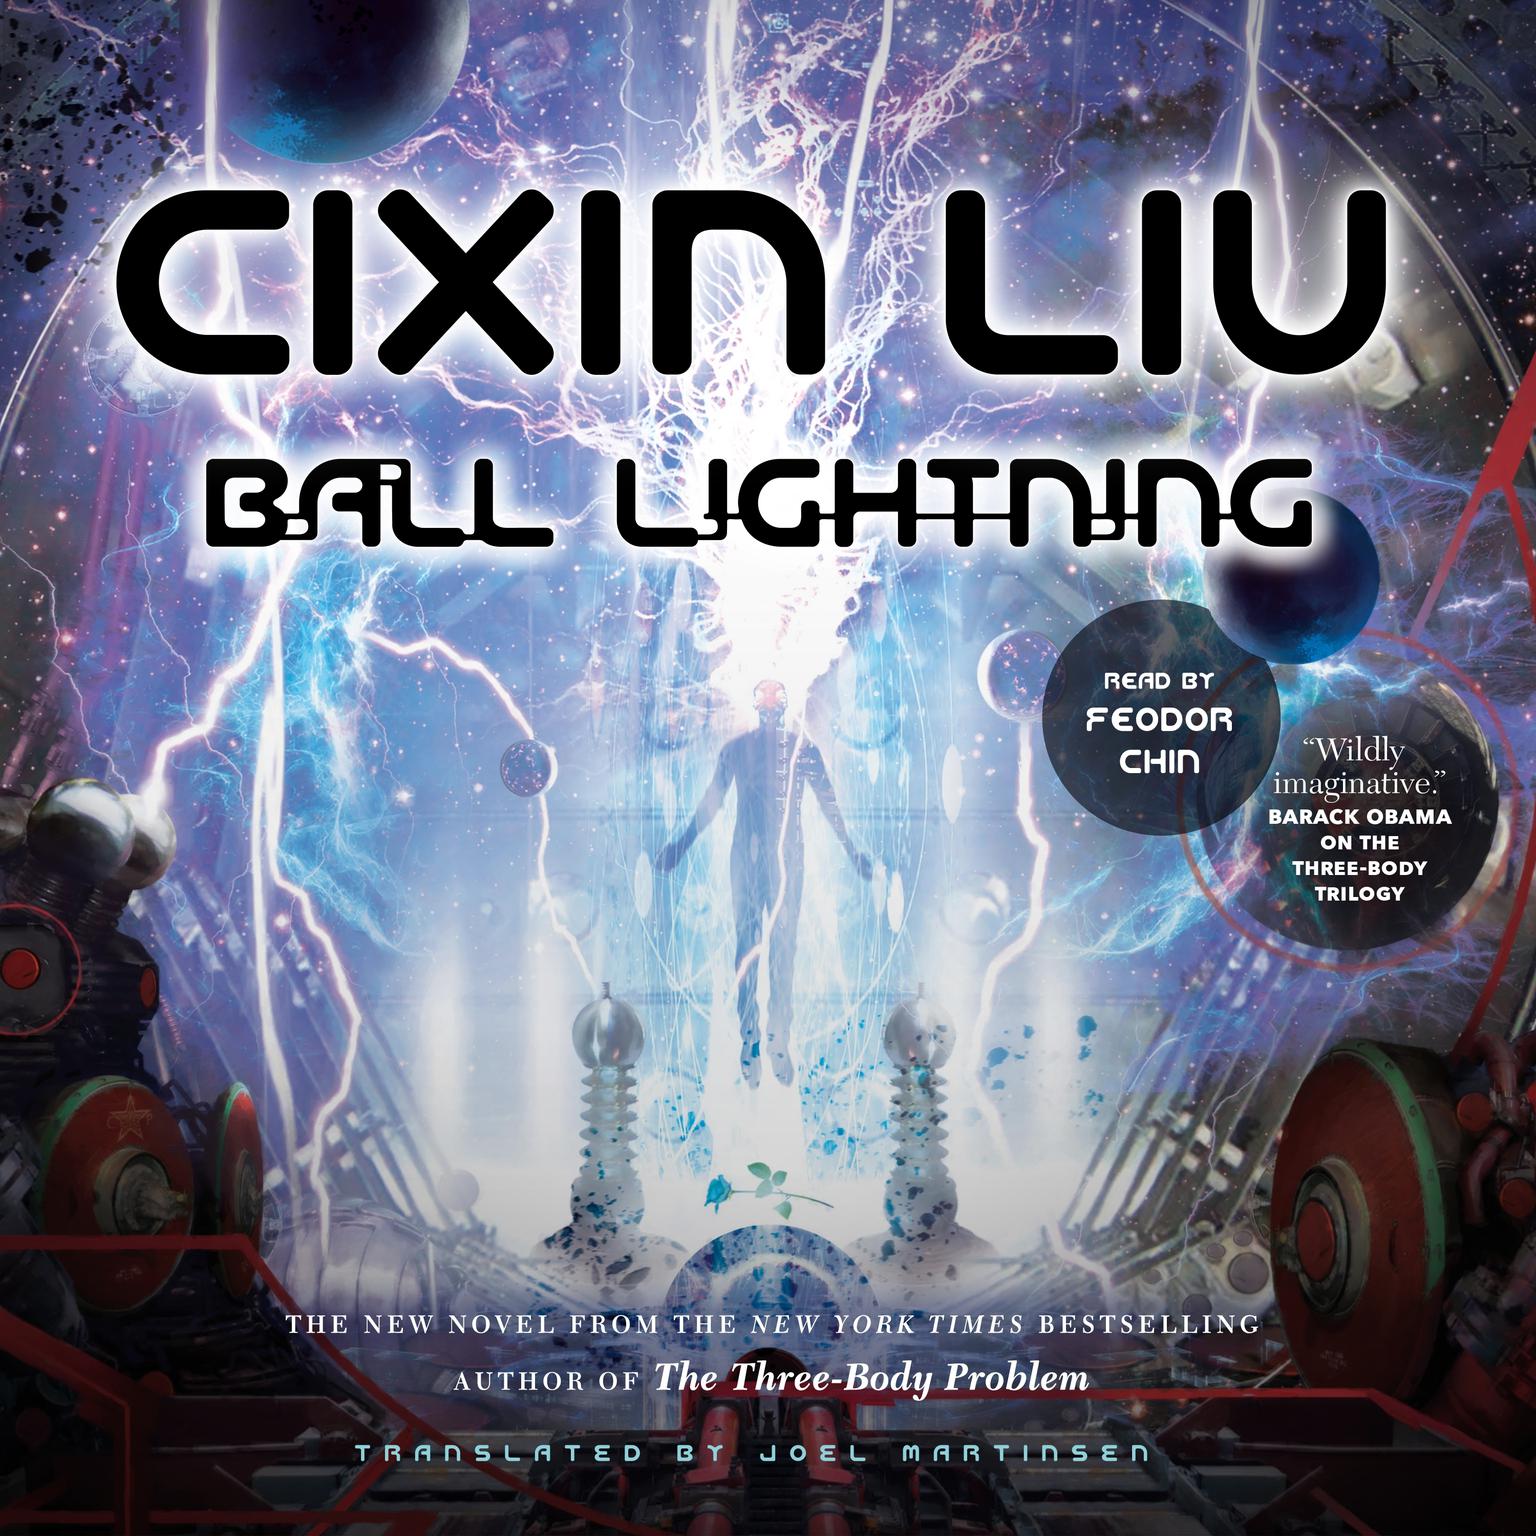 CIXIN LIU
BALL LIGHTNING
READ BY
FEODOR
CHIN
“Wildly
imaginative.”
BARACK OBAMA
ON THE
THREE-BODY
TRILOGY
THE NEW NOVEL FROM THE NEW YORK TIMES BESTSELLING
AUTHOR OF The Three-Body Problem
TRANSLATED BY JOEL MARTINSEN